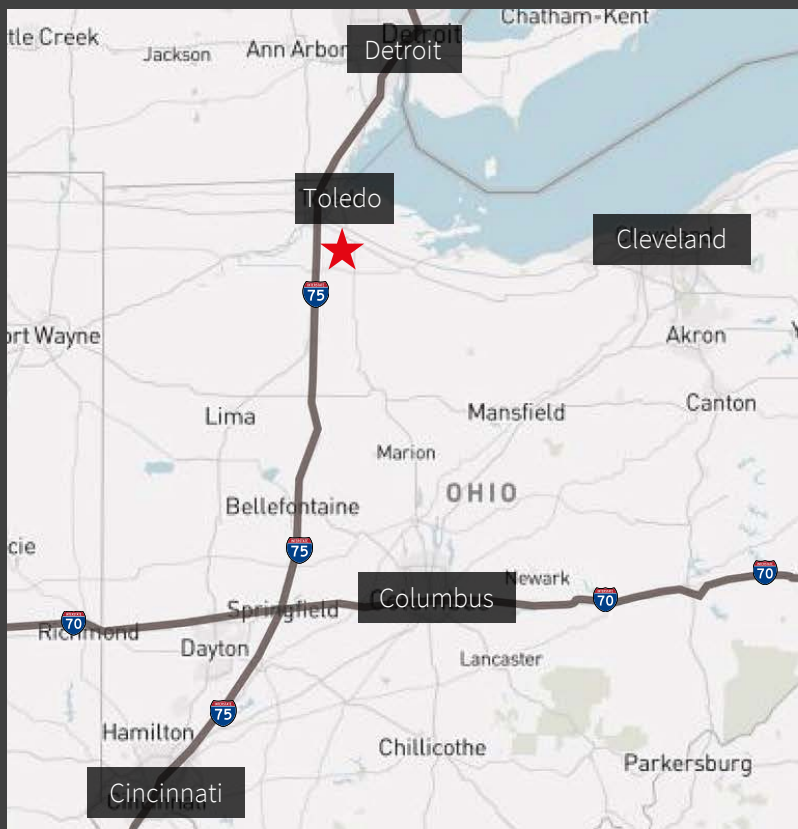 Chatham-Kent
tle Creek
Jackson
Ann Arbor
Detroit
Toledo
Cleveland
75
ort Wayne
Akron
Lima
Mansfield
Canton
Marion
OHIO
Bellefontaine
75
cie
Newark
70
Columbus
70
Springfield
70
Richmond
Dayton
Lancaster
75
Hamilton
Chillicothe
Parkersburg
Cincinnati